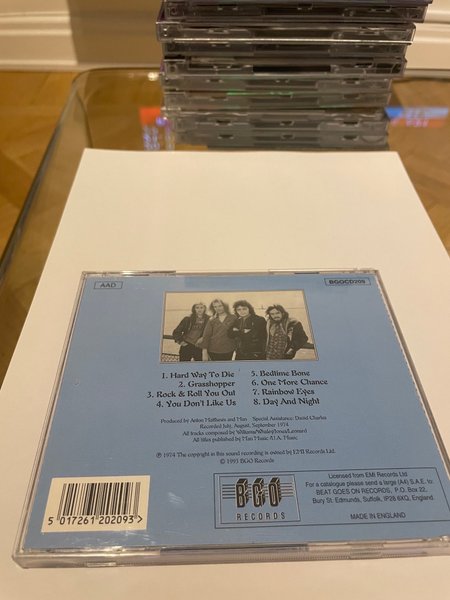 AAD
BGOCD209
1. Hard Way To Die
2. Grasshopper
3. Rock & Roll You Out
4. You Don't Like Us
5. Bedtime Bone
6. One More Chance
7. Rainbow Eyes
8. Day And Night
Produced by Anton Matthews and Man Special Assistance: David Charles
Recorded July, August, September 1974
All tracks composed by Williams/Whaley/Jones/Leonard
All titles published by Man Music/U.A. Music
℗ 1974 The copyright in this sound recording is owned by EMI Records Ltd.
© 1993 BGO Records
5 017261 202093 >
BGO
RECORDS
Licensed from EMI Records Ltd
For a catalogue please send a large (A4) S.A.E. to:
BEAT GOES ON RECORDS, P.O. Box 22,
Bury St. Edmunds, Suffolk, IP28 6XQ, England.
MADE IN ENGLAND